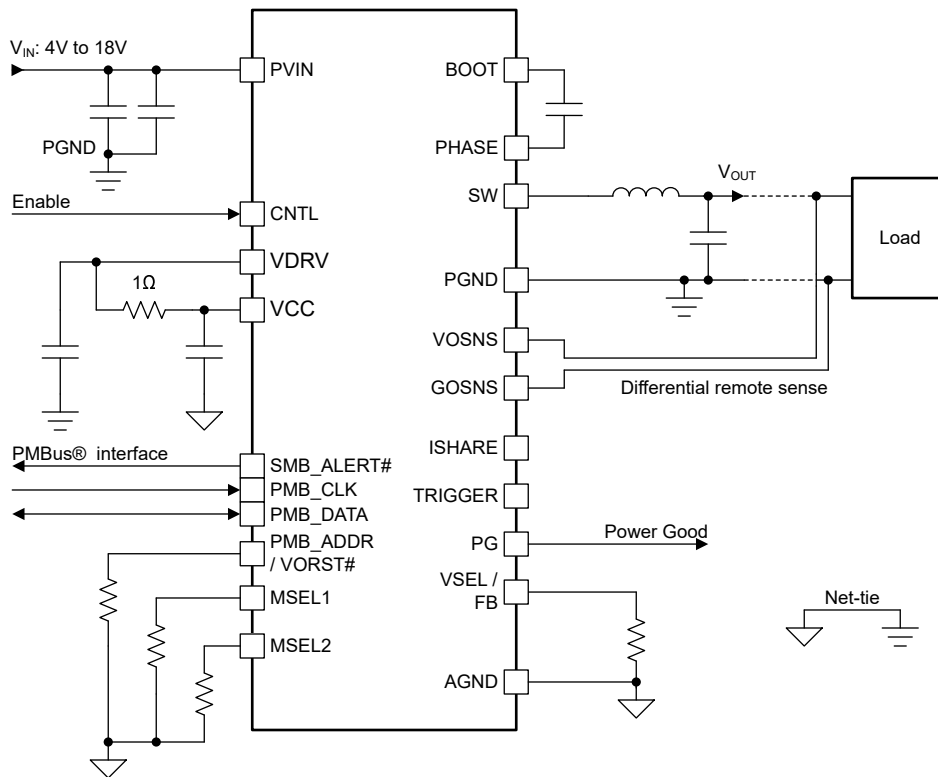 V_IN: 4V to 18V
PVIN
BOOT
PGND
PHASE
V_OUT
SW
Load
Enable
CNTL
VDRV
1Ω
VCC
PGND
VOSNS
GOSNS
Differential remote sense
ISHARE
PMBus® interface
SMB_ALERT#
PMB_CLK
TRIGGER
PMB_DATA
PMB_ADDR
/ VORST#
PG
Power Good
VSEL /
FB
MSEL1
MSEL2
Net-tie
AGND